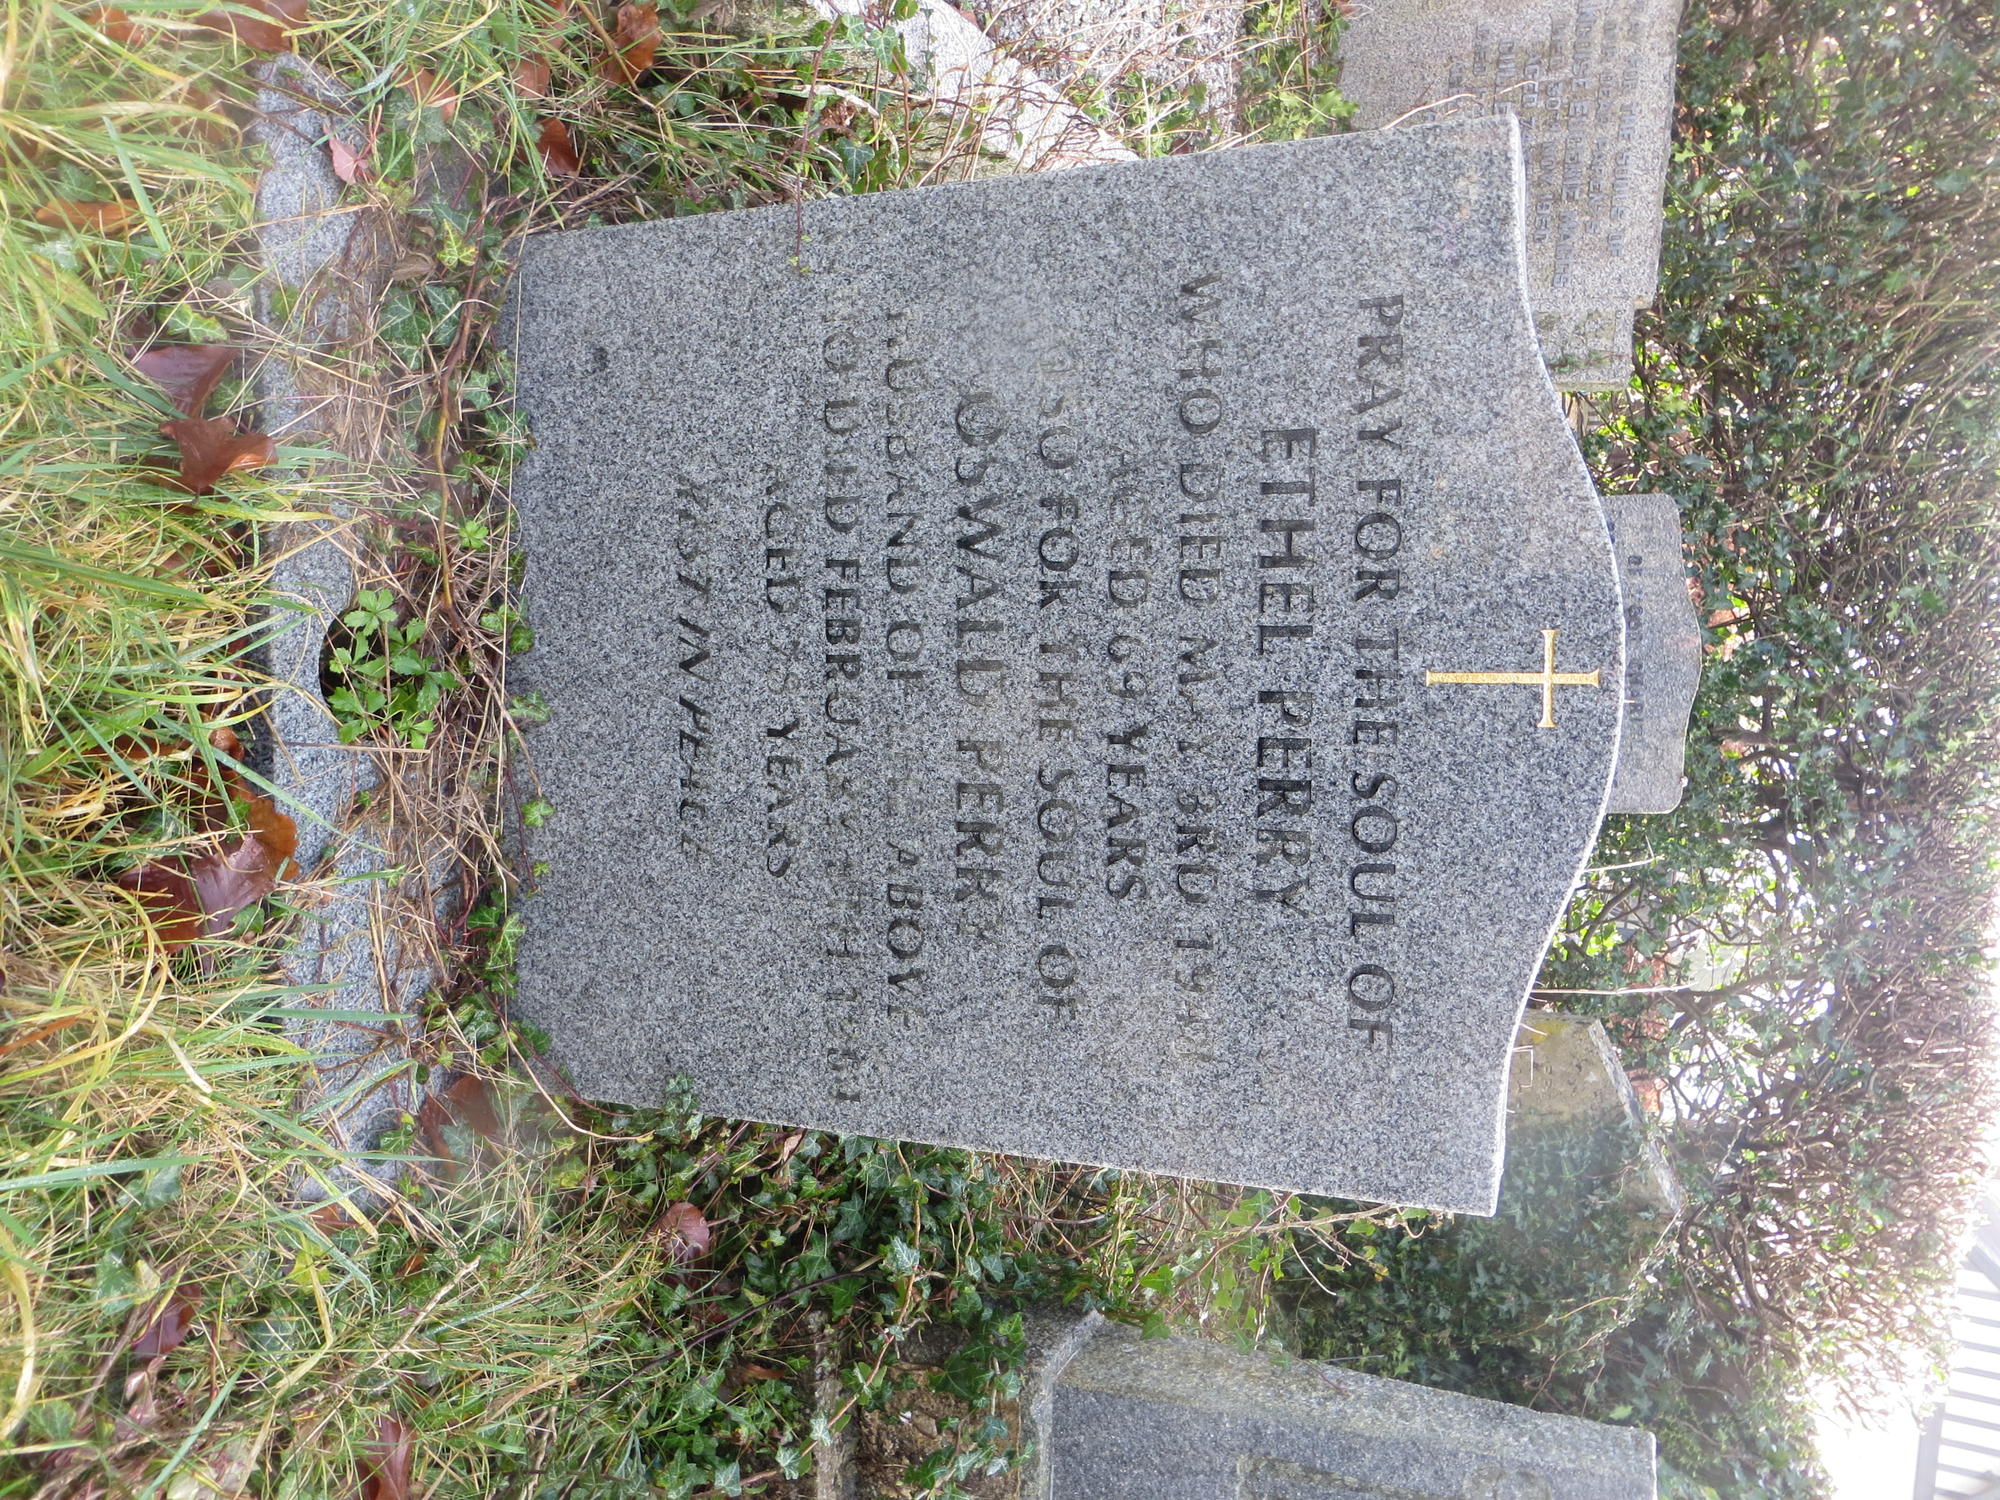 PRAY FOR THE SOUL OF
ETHEL PERRY
WHO DIED MAY 3RD
AGED 69 YEARS
ALSO FOR THE SOUL OF
OSWALD PERRY
HUSBAND OF THE ABOVE
WHO DIED FEBRUARY
AGED YEARS
REST IN PEACE